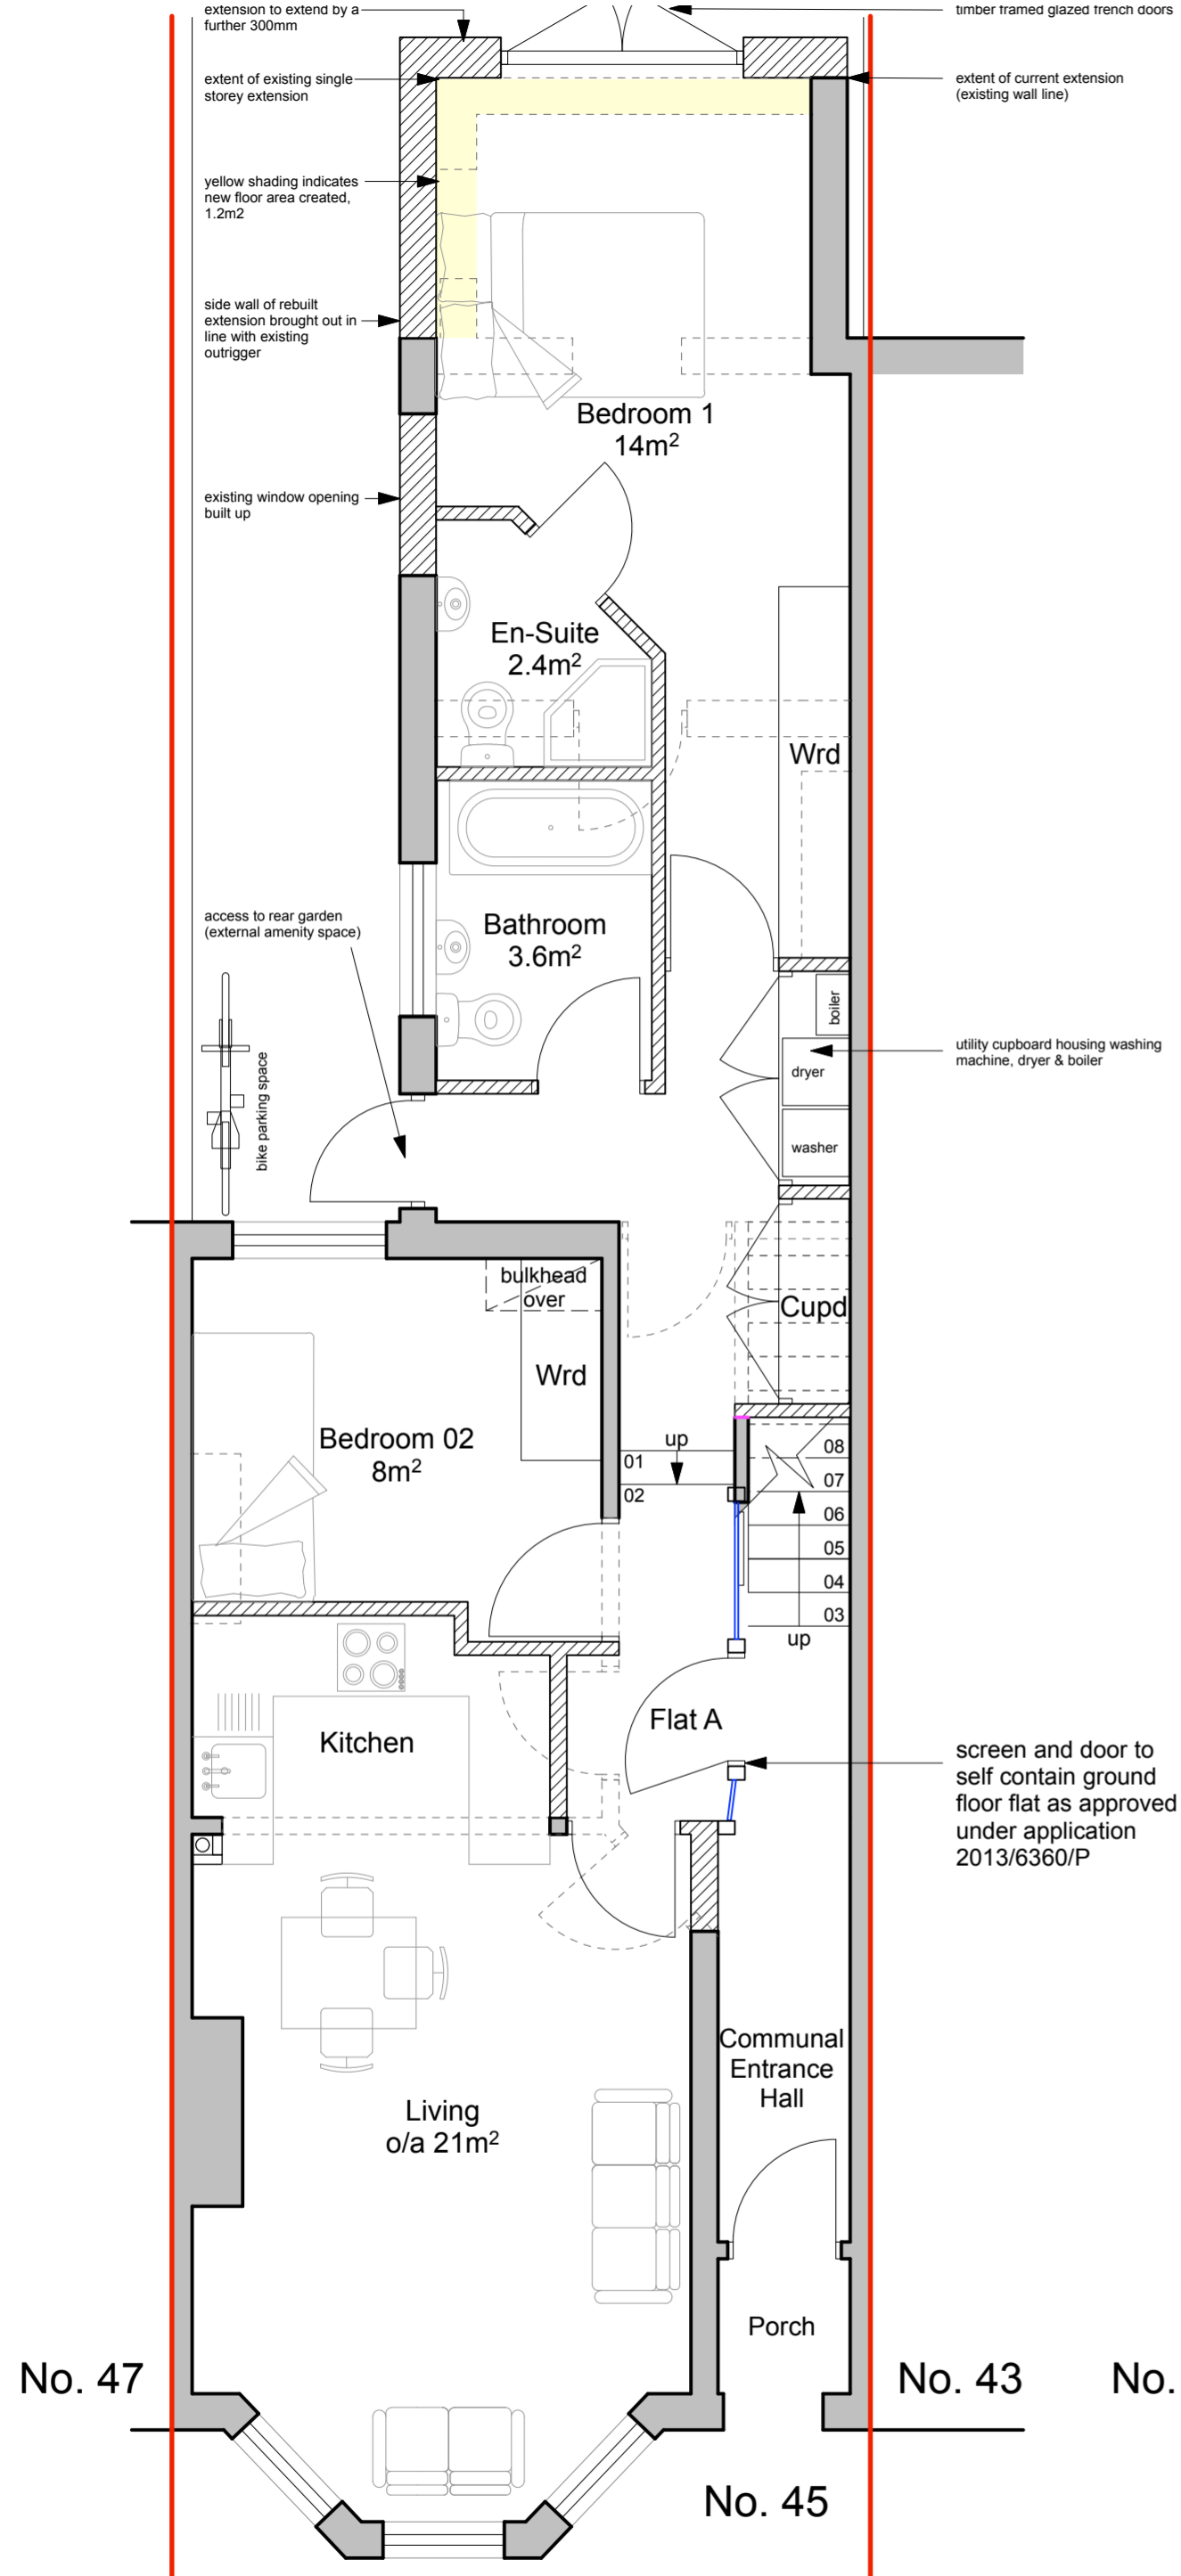 extension to extend by a
further 300mm
timber framed glazed french doors
extent of existing single
storey extension
extent of current extension
(existing wall line)
yellow shading indicates
new floor area created,
1.2m2
side wall of rebuilt
extension brought out in
line with existing
outrigger
Bedroom 1
14m²
existing window opening
built up
En-Suite
2.4m²
Wrd
access to rear garden
(external amenity space)
Bathroom
3.6m²
boiler
utility cupboard housing washing
machine, dryer & boiler
dryer
bike parking space
washer
bulkhead
over
Cupd
Wrd
Bedroom 02
8m²
up
01
02
08
07
06
05
04
03
up
Flat A
Kitchen
screen and door to
self contain ground
floor flat as approved
under application
2013/6360/P
Communal
Entrance
Hall
Living
o/a 21m²
Porch
No. 47
No. 43
No.
No. 45